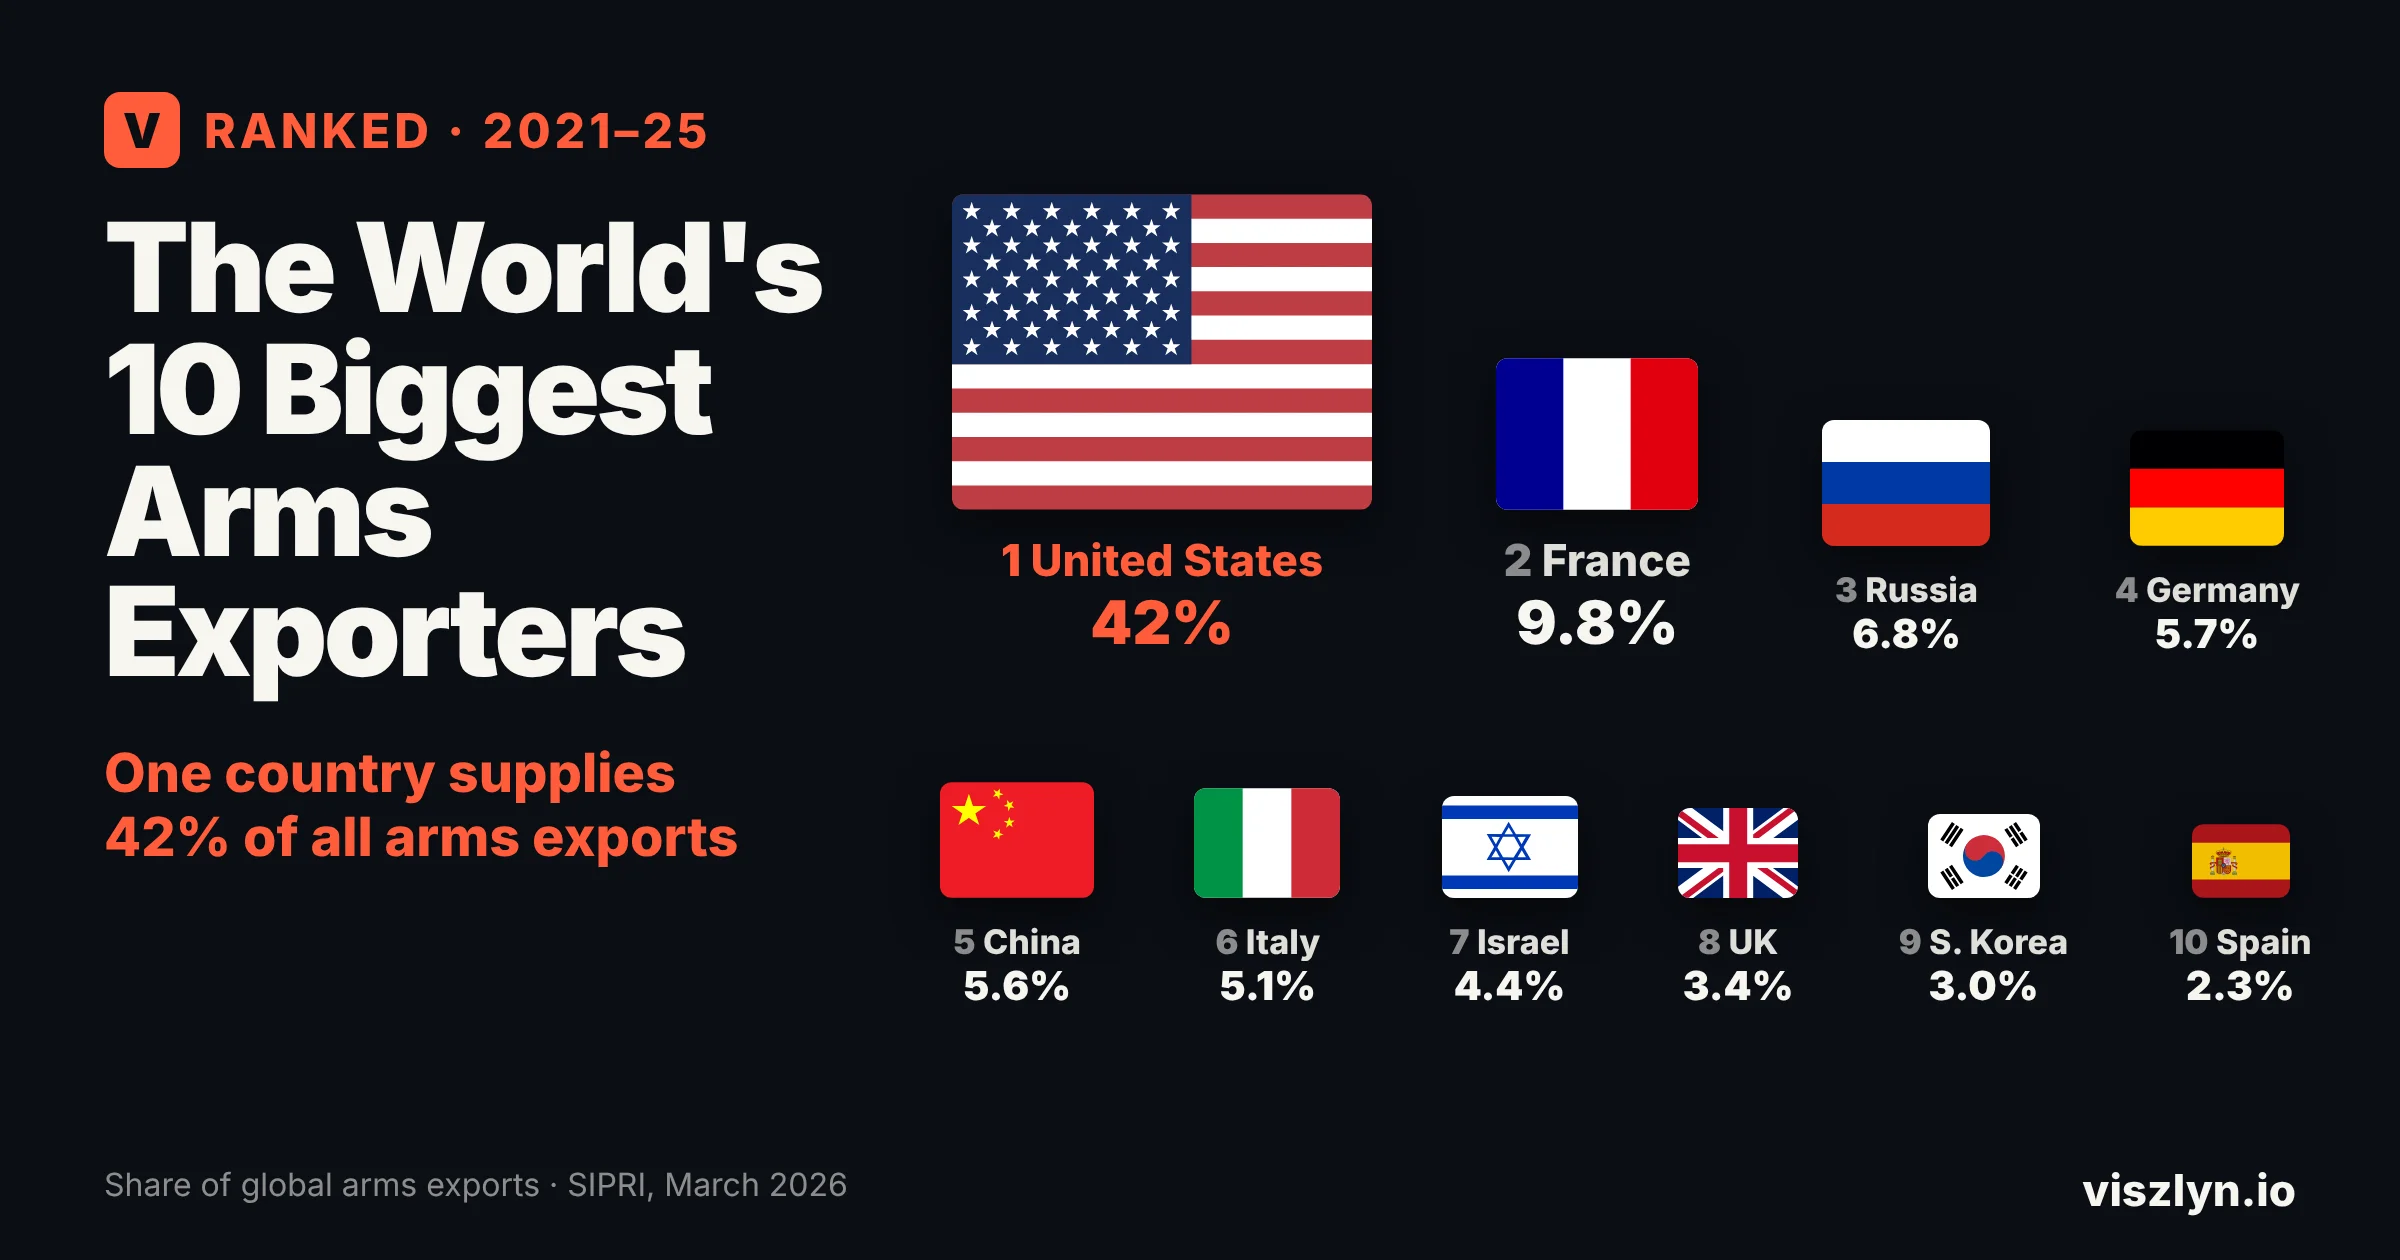 V RANKED · 2021–25
The World's
10 Biggest
Arms
Exporters
One country supplies
42% of all arms exports
1 United States
42%
2 France
9.8%
3 Russia
6.8%
4 Germany
5.7%
5 China
5.6%
6 Italy
5.1%
7 Israel
4.4%
8 UK
3.4%
9 S. Korea
3.0%
10 Spain
2.3%
Share of global arms exports · SIPRI, March 2026
viszlyn.io